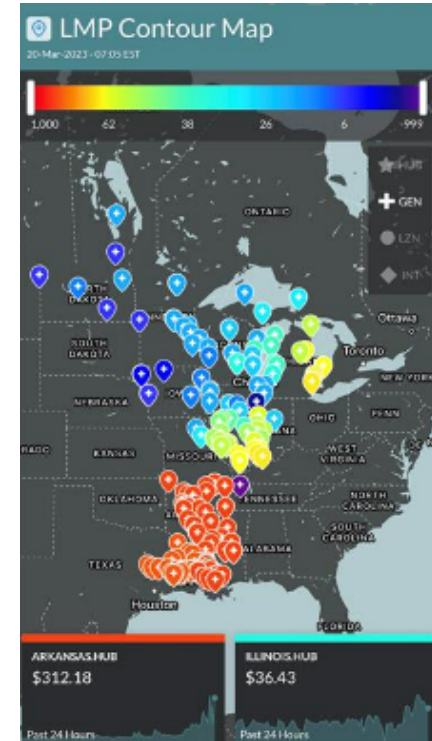 LMP Contour Map
20-Mar-2023 - 07:05 EST
1,000 62 38 26 6 -999
HUB
GEN
LZN
INT
ONTARIO
Ottawa
Toronto
SOUTH
DAKOTA
NEW YORK
NEBRASKA
OHIO
PENN
KANSAS
MISSOURI
WEST
VIRGINIA
OKLAHOMA
TENNESSEE
NORTH
CAROLINA
SOUTH
CAROLINA
ALABAMA
TEXAS
Houston
FLORIDA
ARKANSAS.HUB
$312.18
Past 24 Hours
ILLINOIS.HUB
$36.43
Past 24 Hours